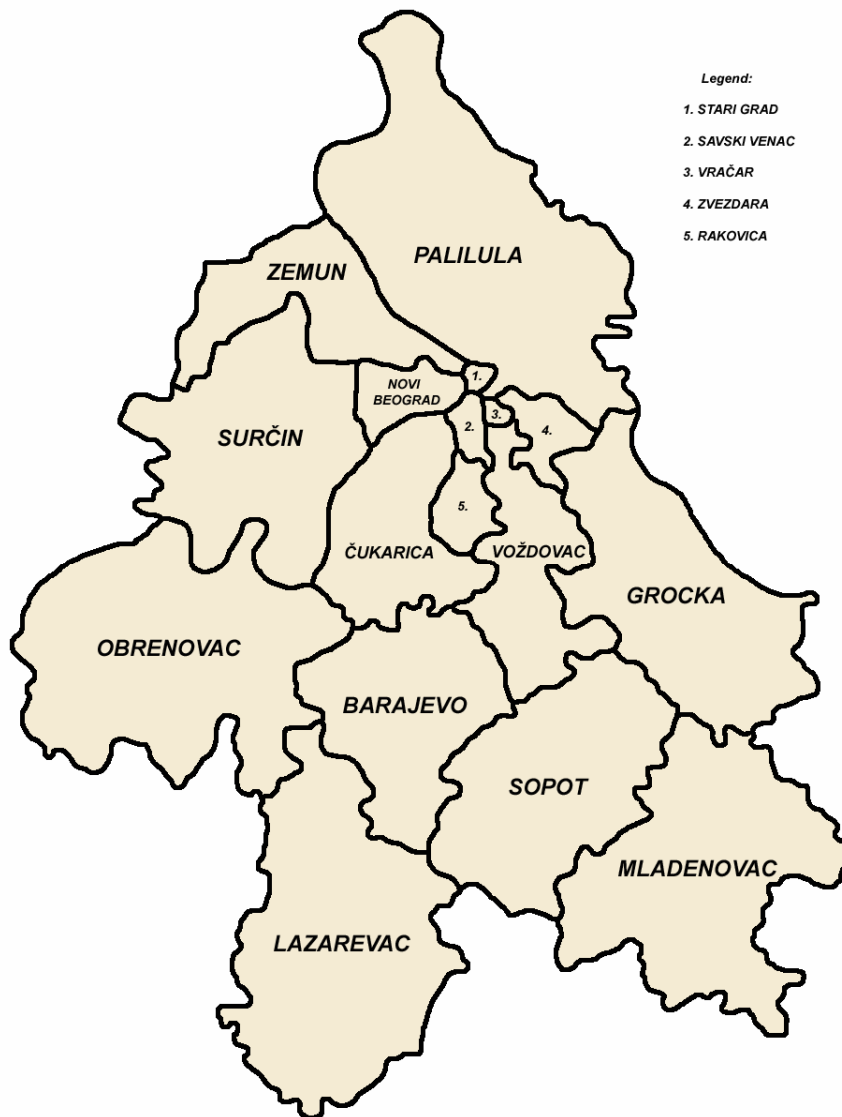 Legend:
1. STARI GRAD
2. SAVSKI VENAC
3. VRAČAR
4. ZVEZDARA
5. RAKOVICA
PALILULA
ZEMUN
NOVI
BEOGRAD
1.
2.
3.
4.
SURČIN
5.
ČUKARICA
VOŽDOVAC
GROCKA
OBRENOVAC
BARAJEVO
SOPOT
MLADENOVAC
LAZAREVAC